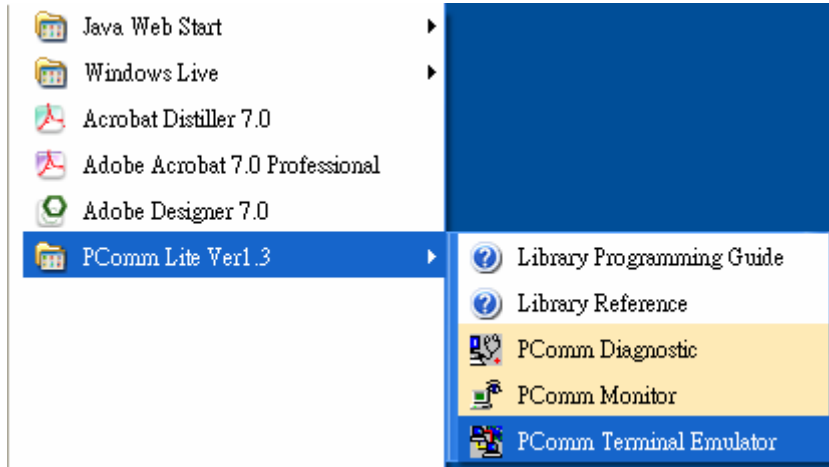 Java Web Start
Windows Live
Acrobat Distiller 7.0
Adobe Acrobat 7.0 Professional
Adobe Designer 7.0
PComm Lite Ver1.3
Library Programming Guide
Library Reference
PComm Diagnostic
PComm Monitor
PComm Terminal Emulator